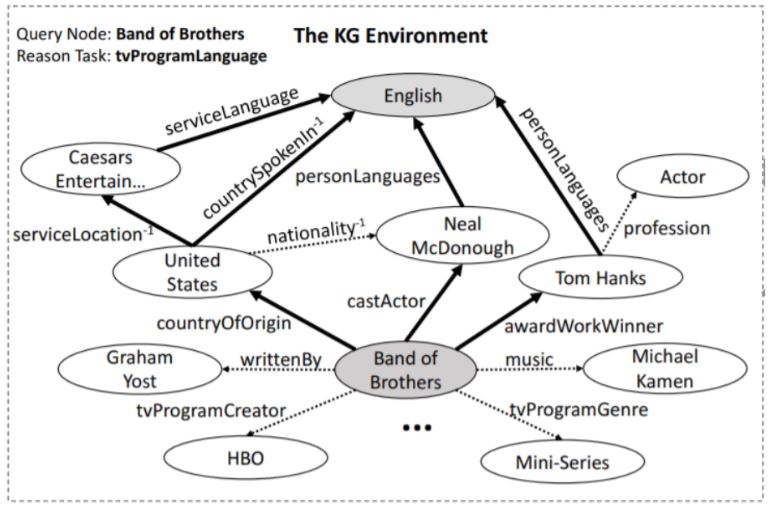 Query Node: Band of Brothers
The KG Environment
Reason Task: tvProgramLanguage
English
serviceLanguage
personLanguages
Caesars
Entertain...
countrySpokenIn⁻¹
personLanguages
Actor
serviceLocation⁻¹
nationality⁻¹
Neal
McDonough
profession
United
States
Tom Hanks
castActor
countryOfOrigin
awardWorkWinner
Graham
Yost
writtenBy
Band of
Brothers
music
Michael
Kamen
tvProgramCreator
tvProgramGenre
...
HBO
Mini-Series